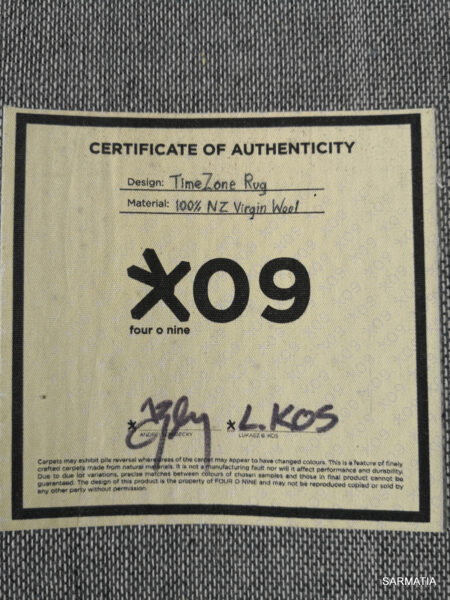 CERTIFICATE OF AUTHENTICITY
Design: TimeZone Rug
Material: 100% NZ Virgin Wool
X09
four o nine
* * L.KOS
LUKASZ B. KOS
Carpets may exhibit pile reversal where areas of the carpet may appear to have changed colours. This is a feature of finely
crafted carpets made from natural materials. It is not a manufacturing fault nor will it affect performance and durability.
Due to dye lot variations, precise matches between colours of chosen samples and those in final product cannot be
guaranteed. The design of this product is the property of FOUR O NINE and may not be reproduced copied or sold by
any other party without permission.
SARMATIA